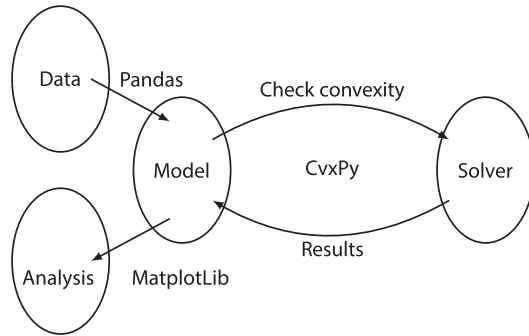 Data
Pandas
Check convexity
Model
CvxPy
Solver
Results
Analysis
MatplotLib